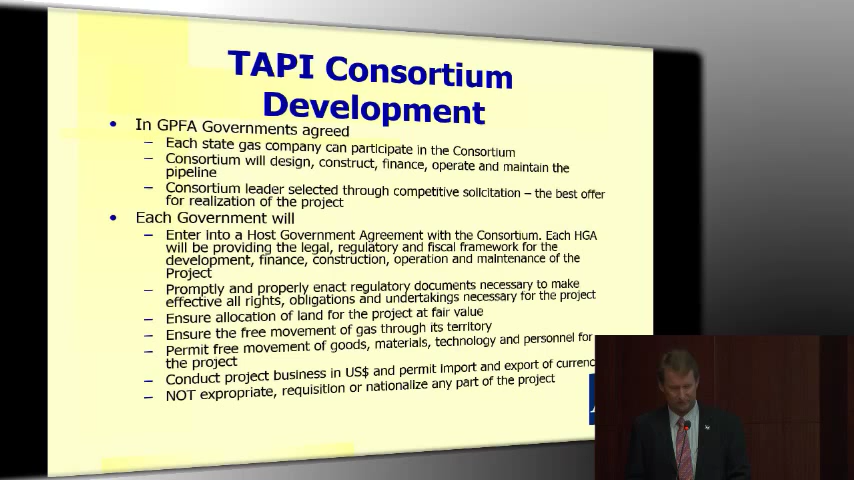 TAPI Consortium
Development
• In GPFA Governments agreed
– Each state gas company can participate in the Consortium
– Consortium will design, construct, finance, operate and maintain the
pipeline
– Consortium leader selected through competitive solicitation – the best offer
for realization of the project
• Each Government will
– Enter into a Host Government Agreement with the Consortium. Each HGA
will be providing the legal, regulatory and fiscal framework for the
development, finance, construction, operation and maintenance of the
Project
– Promptly and properly enact regulatory documents necessary to make
effective all rights, obligations and undertakings necessary for the project
– Ensure allocation of land for the project at fair value
– Ensure the free movement of gas through its territory
– Permit free movement of goods, materials, technology and personnel for
the project
– Conduct project business in US$ and permit import and export of currenc
– NOT expropriate, requisition or nationalize any part of the project